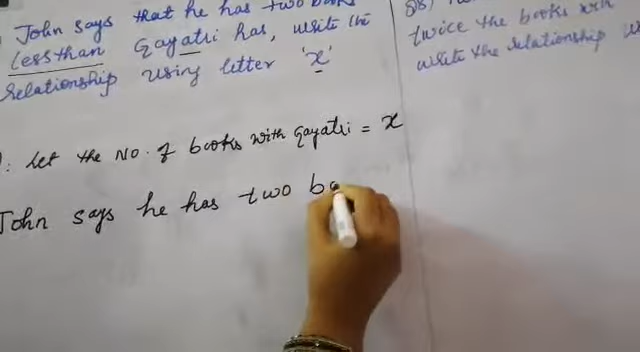 John says that he has two books
Less than Gayatri has, write the
relationship using letter 'x'
: Let the No. of books with Gayatri = x
John says he has two bo
twice the books
write the relationship